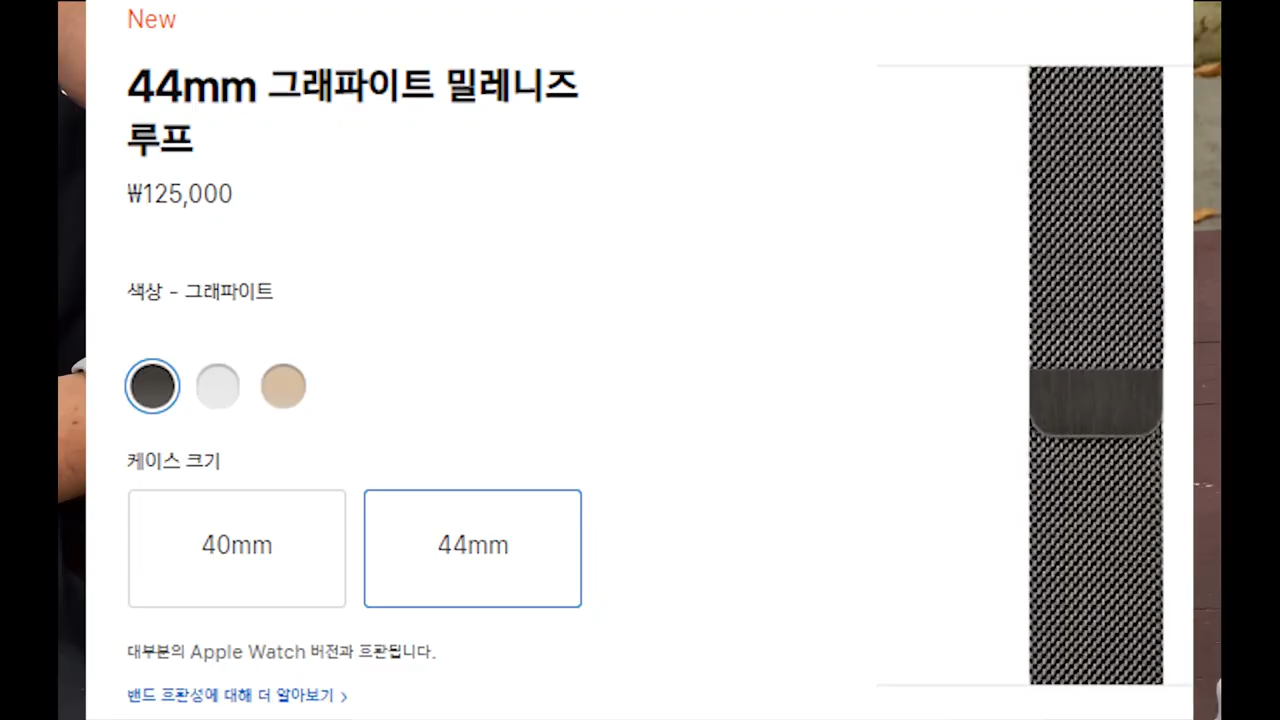 New
44mm 그래파이트 밀레니즈
루프
₩125,000
색상 - 그래파이트
케이스 크기
40mm
44mm
대부분의 Apple Watch 버전과 호환됩니다.
밴드 호환성에 대해 더 알아보기 >